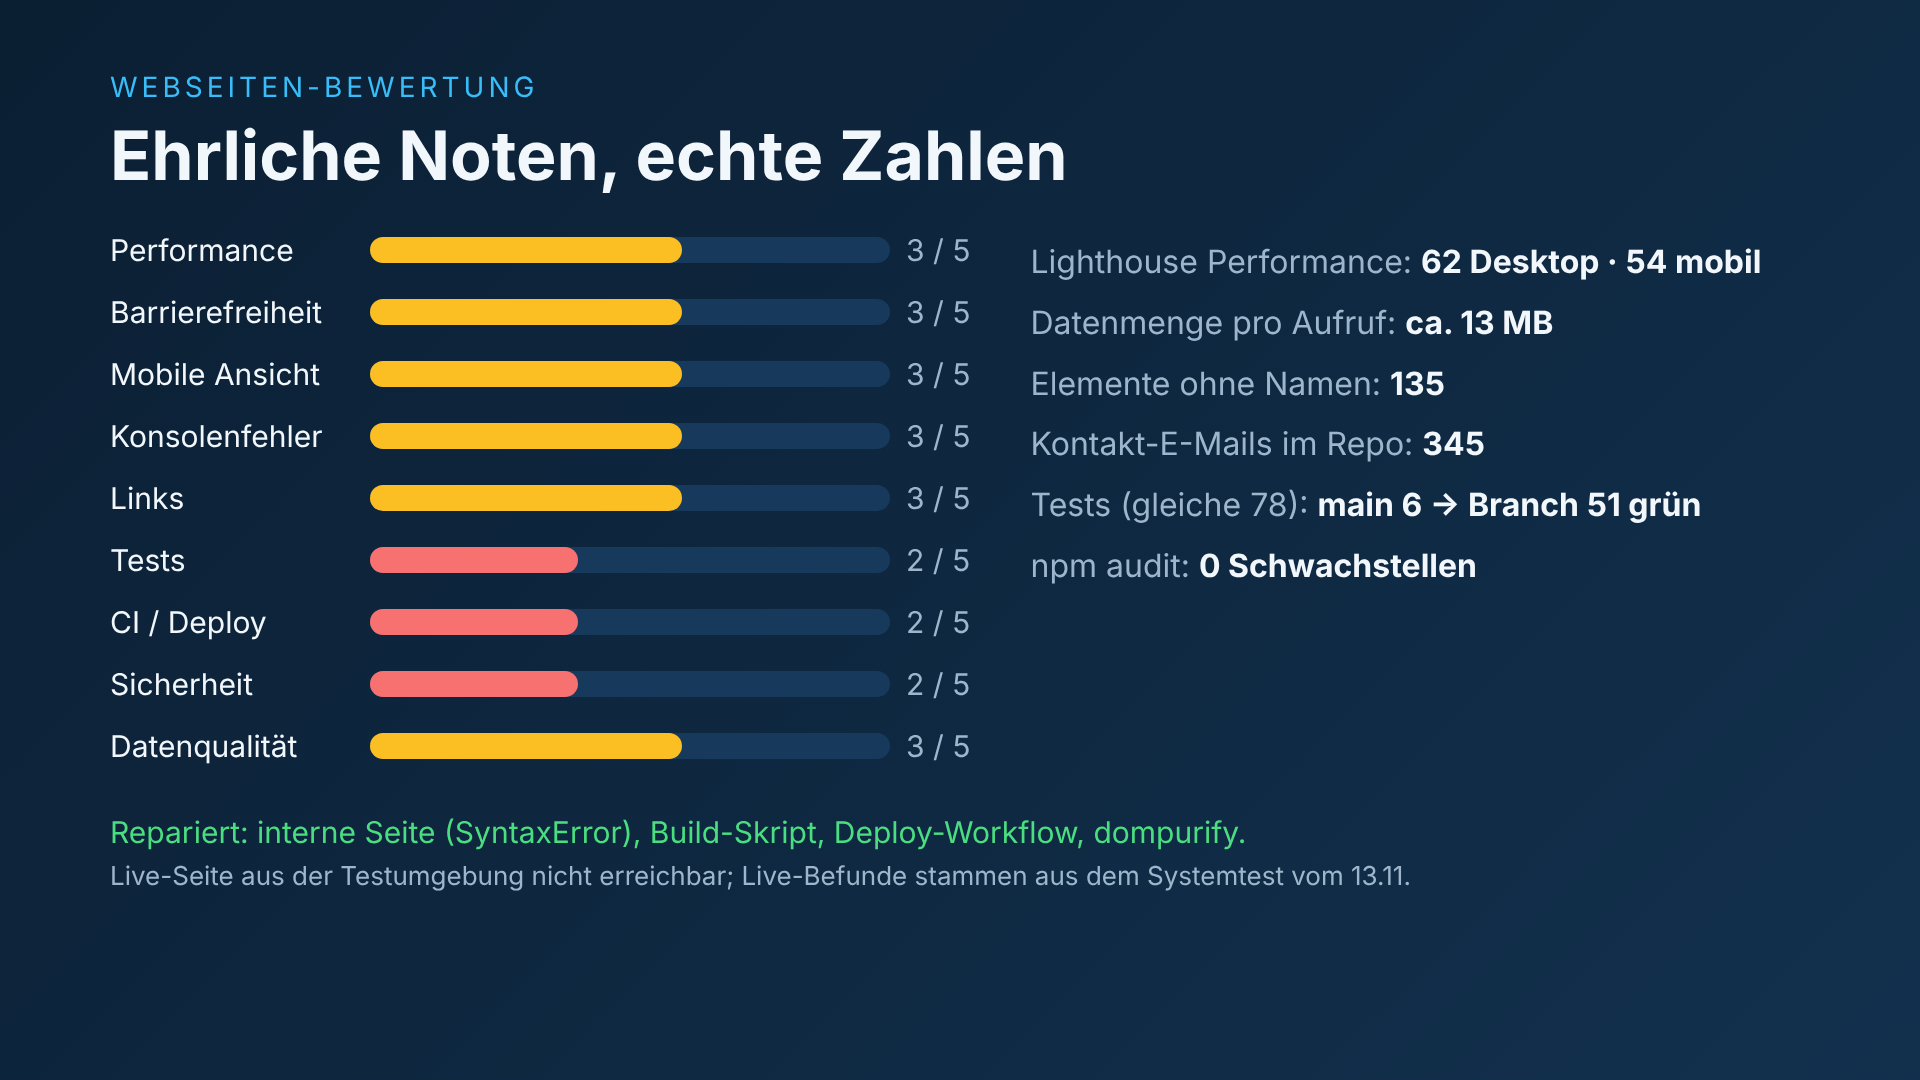 WEBSEITEN-BEWERTUNG
Ehrliche Noten, echte Zahlen
Performance 3 / 5
Barrierefreiheit 3 / 5
Mobile Ansicht 3 / 5
Konsolenfehler 3 / 5
Links 3 / 5
Tests 2 / 5
CI / Deploy 2 / 5
Sicherheit 2 / 5
Datenqualität 3 / 5
Lighthouse Performance: 62 Desktop · 54 mobil
Datenmenge pro Aufruf: ca. 13 MB
Elemente ohne Namen: 135
Kontakt-E-Mails im Repo: 345
Tests (gleiche 78): main 6 → Branch 51 grün
npm audit: 0 Schwachstellen
Repariert: interne Seite (SyntaxError), Build-Skript, Deploy-Workflow, dompurify.
Live-Seite aus der Testumgebung nicht erreichbar; Live-Befunde stammen aus dem Systemtest vom 13.11.